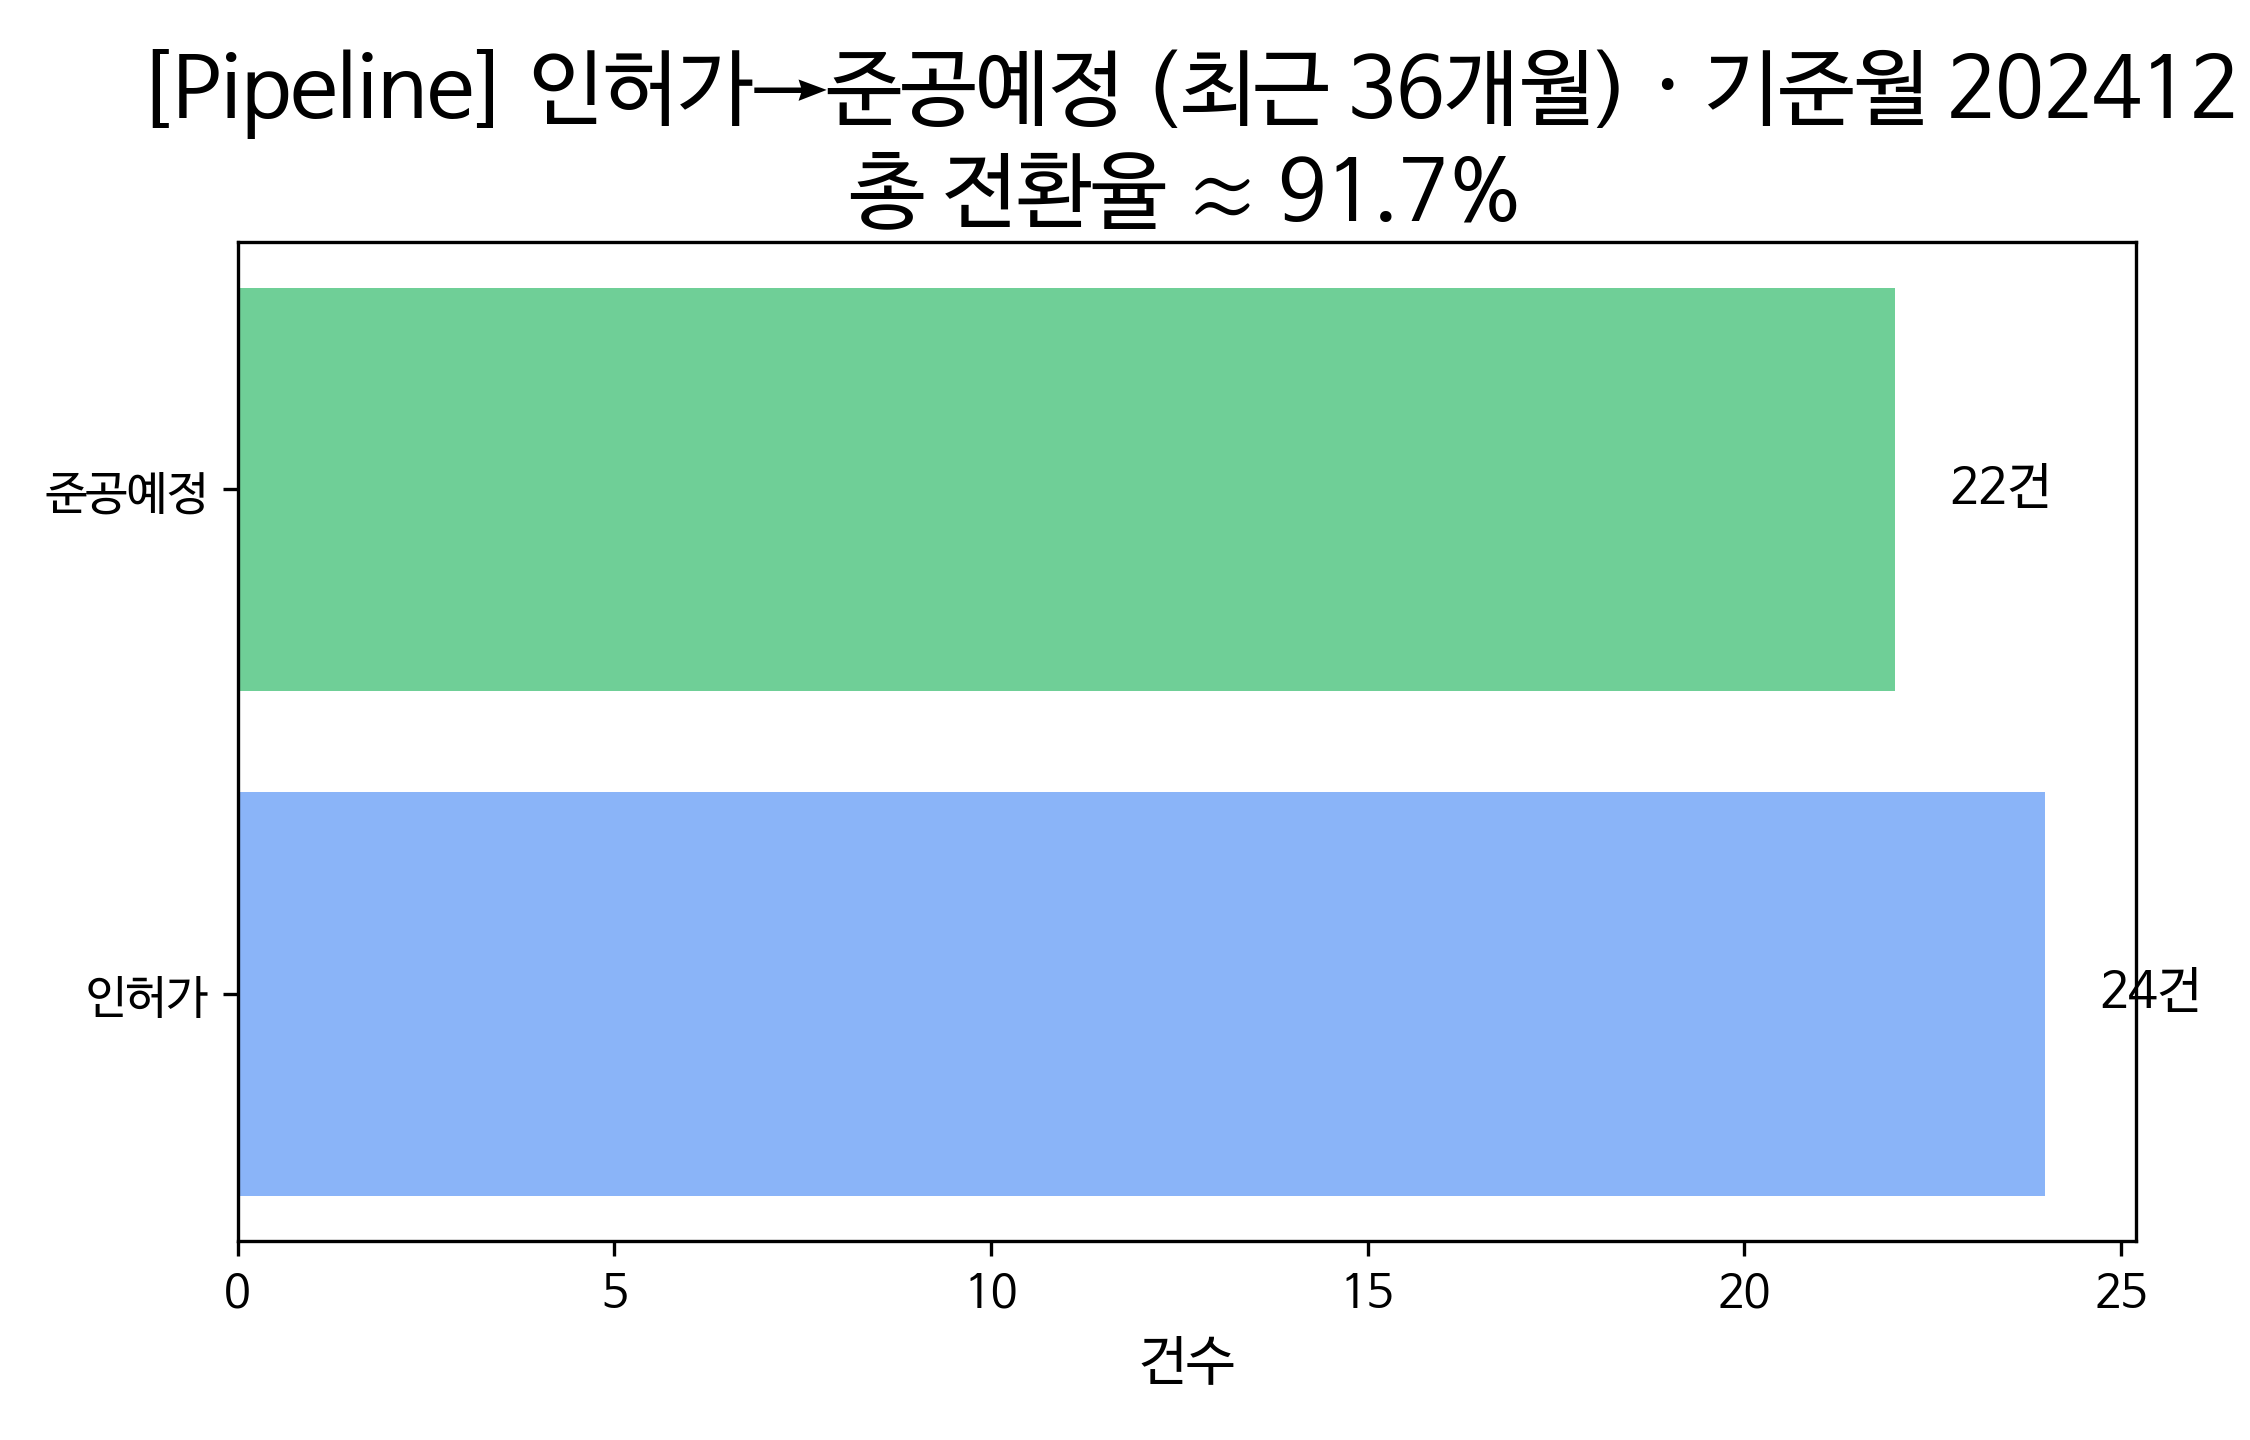 [Pipeline] 인허가→준공예정 (최근 36개월) · 기준월 202412
총 전환율 ≈ 91.7%
준공예정
22건
인허가
24건
0 5 10 15 20 25
건수